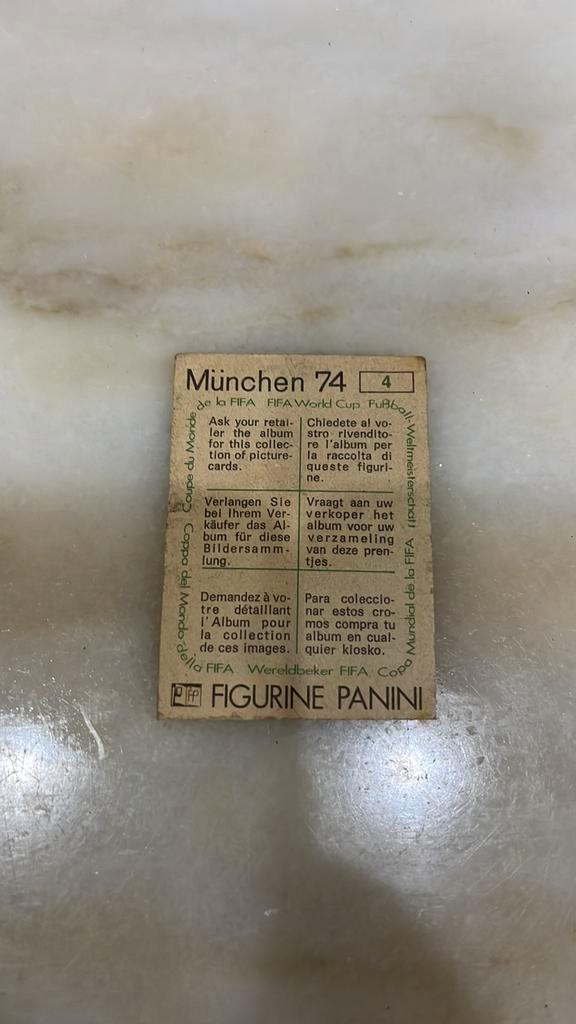 München 74 4
de la FIFA FIFA World Cup Fußball-Weltmeisterschaft
Ask your retai-
ler the album
for this collec-
tion of picture-
cards.
Chiedete al vo-
stro rivendito-
re l'album per
la raccolta di
queste figuri-
ne.
Verlangen Sie
bei Ihrem Ver-
käufer das Al-
bum für diese
Bildersamm-
lung.
Vraagt aan uw
verkoper het
album voor uw
verzameling
van deze pren-
tjes.
Demandez à vo-
tre détaillant
l'Album pour
la collection
de ces images.
Para coleccio-
nar estos cro-
mos compra tu
album en cual-
quier kiosko.
Copa Mundial de la FIFA
Wereldbeker FIFA
Coppa del Mondo della FIFA
Coupe du Monde
FIGURINE PANINI